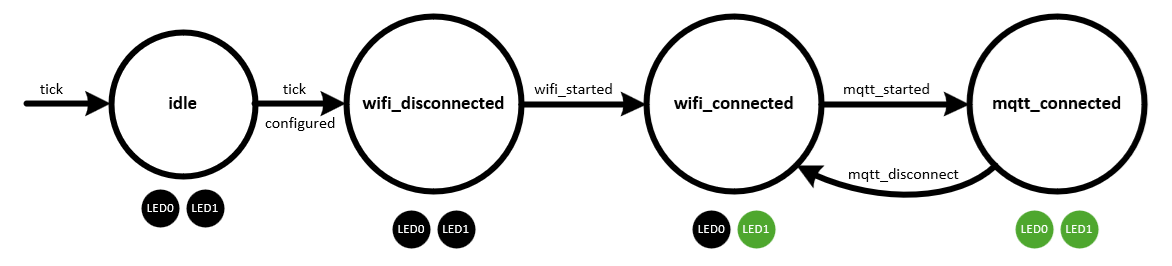 tick
idle
tick
configured
wifi_disconnected
wifi_started
wifi_connected
mqtt_started
mqtt_connected
mqtt_disconnect
LED0 LED1
LED0 LED1
LED0 LED1
LED0 LED1